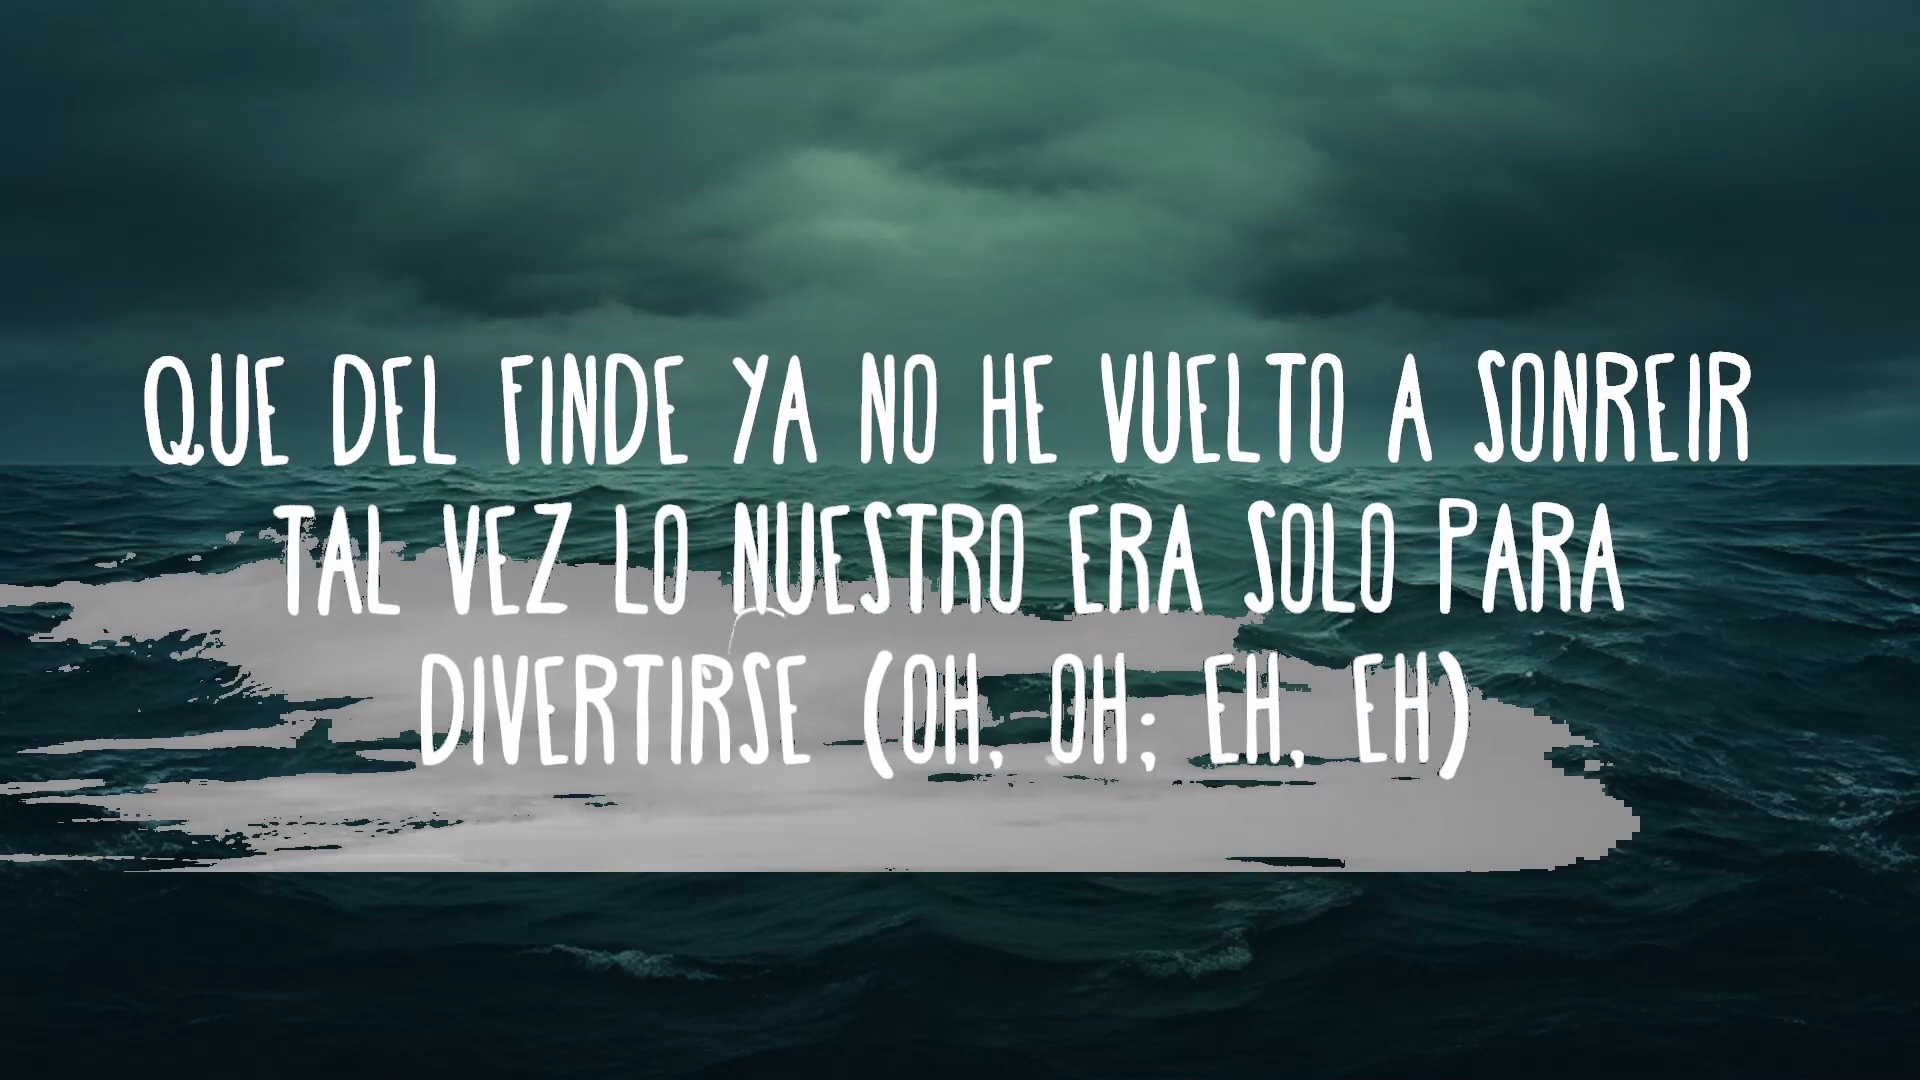 QUE DEL FINDE YA NO HE VUELTO A SONREIR
TAL VEZ LO NUESTRO ERA SOLO PARA
DIVERTIRSE (OH, OH; EH, EH)